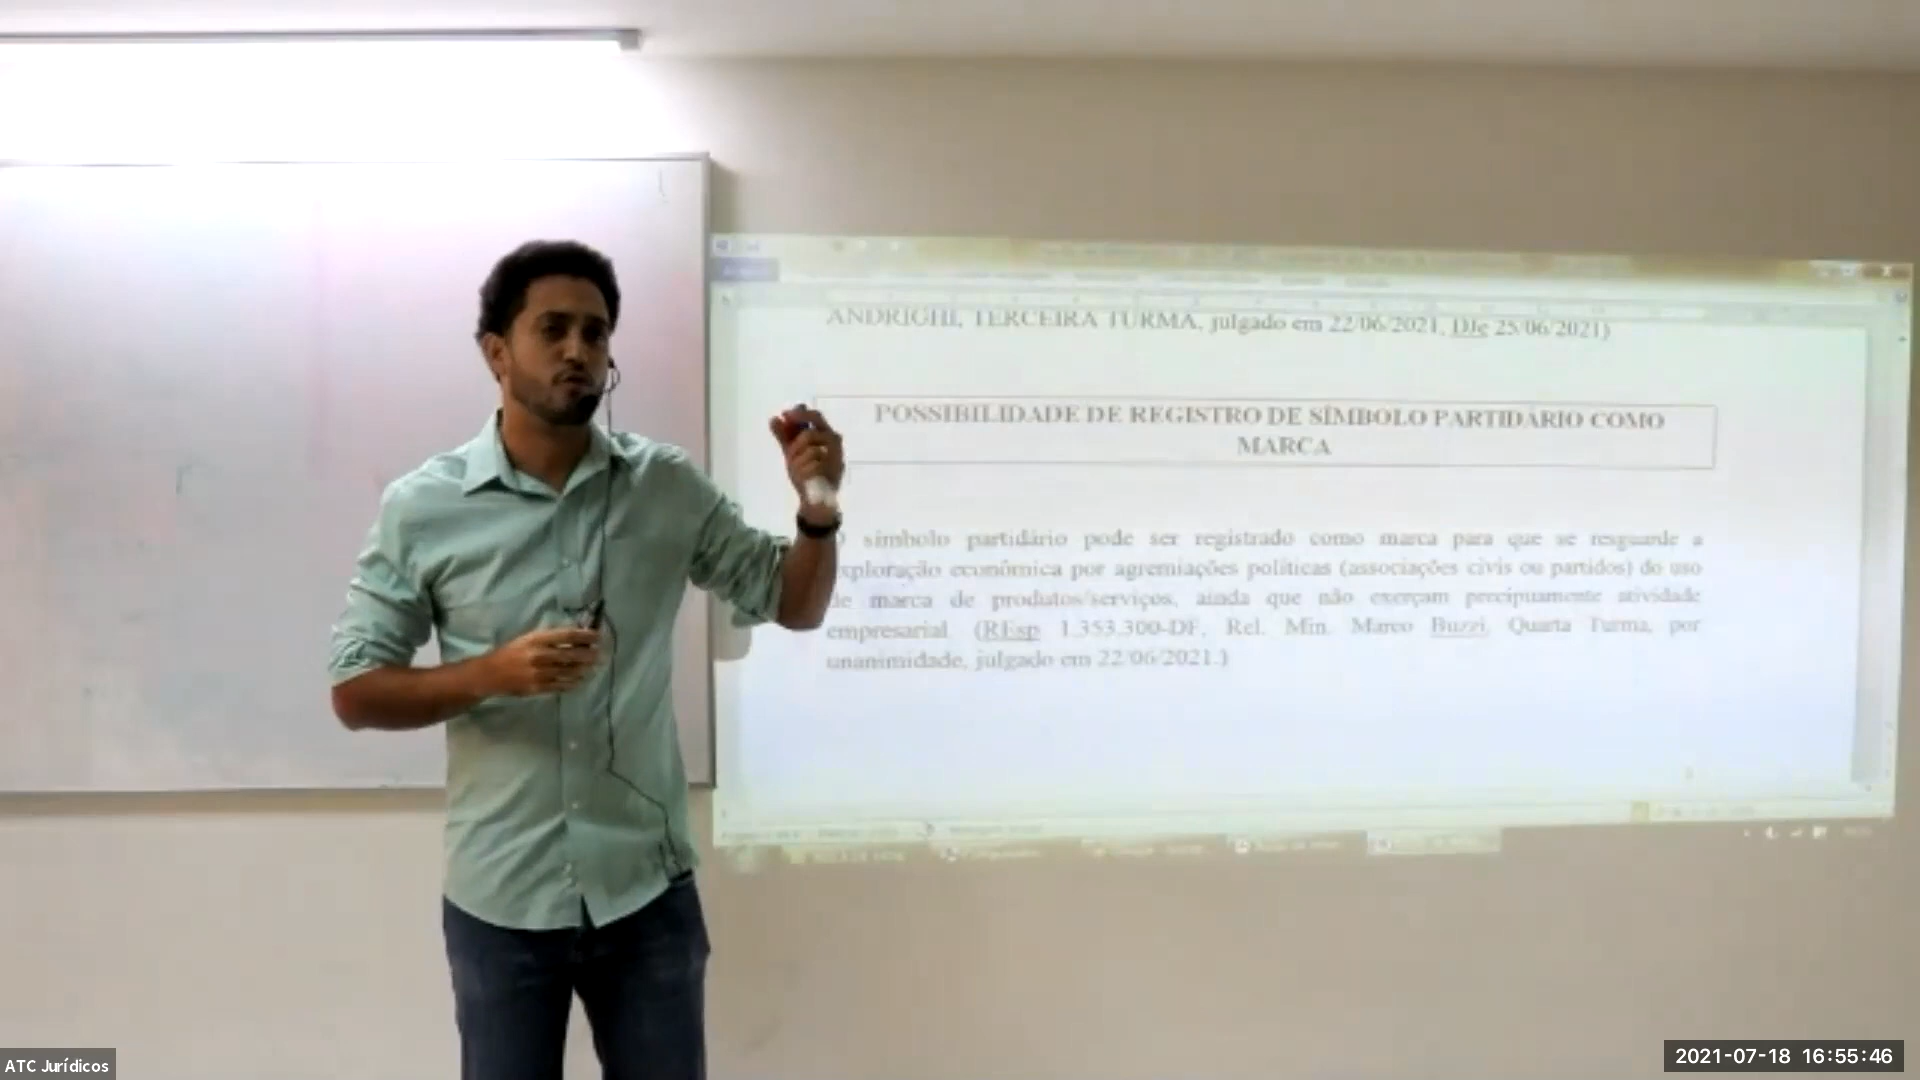 ANDRIGHI, TERCEIRA TURMA, julgado em 22/06/2021, DJe 25/06/2021)
POSSIBILIDADE DE REGISTRO DE SÍMBOLO PARTIDÁRIO COMO
MARCA
símbolo partidário pode ser registrado como marca para que se resguarde a
xploração econômica por agremiações políticas (associações civis ou partidos) do uso
de marca de produtos/serviços, ainda que não exerçam precipuamente atividade
empresarial. (REsp 1.353.300-DF, Rel. Min. Marco Buzzi, Quarta Turma, por
unanimidade, julgado em 22/06/2021.)
ATC Jurídicos
2021-07-18 16:55:46